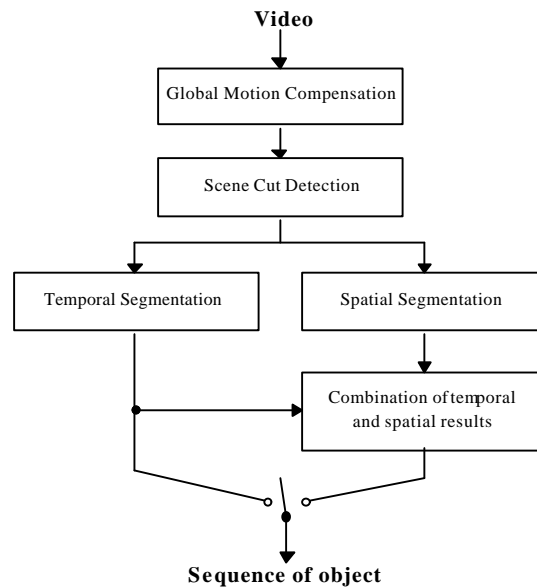 Video
Global Motion Compensation
Scene Cut Detection
Temporal Segmentation
Spatial Segmentation
Combination of temporal
and spatial results
Sequence of object